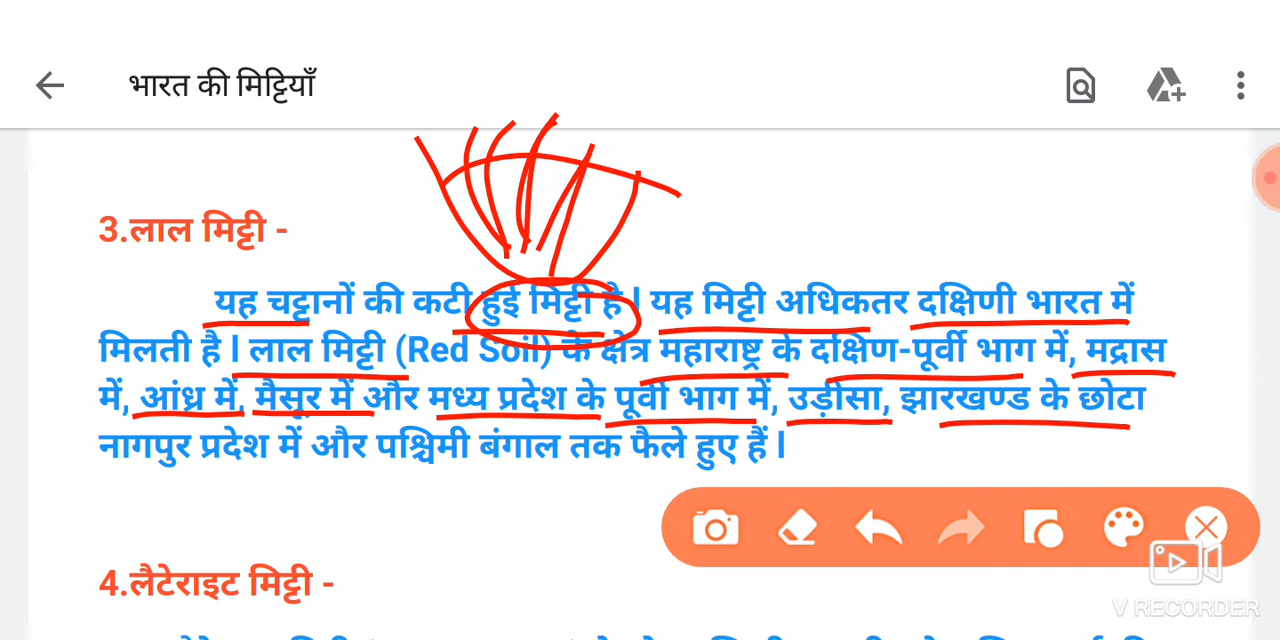 भारत की मिट्टियाँ
3.लाल मिट्टी -
यह चट्टानों की कटी हुई मिट्टी है l यह मिट्टी अधिकतर दक्षिणी भारत में
मिलती है l लाल मिट्टी (Red Soil) के क्षेत्र महाराष्ट्र के दक्षिण-पूर्वी भाग में, मद्रास
में, आंध्र में, मैसूर में और मध्य प्रदेश के पूर्वी भाग में, उड़ीसा, झारखण्ड के छोटा
नागपुर प्रदेश में और पश्चिमी बंगाल तक फैले हुए हैं l
4.लैटेराइट मिट्टी -
V RECORDER